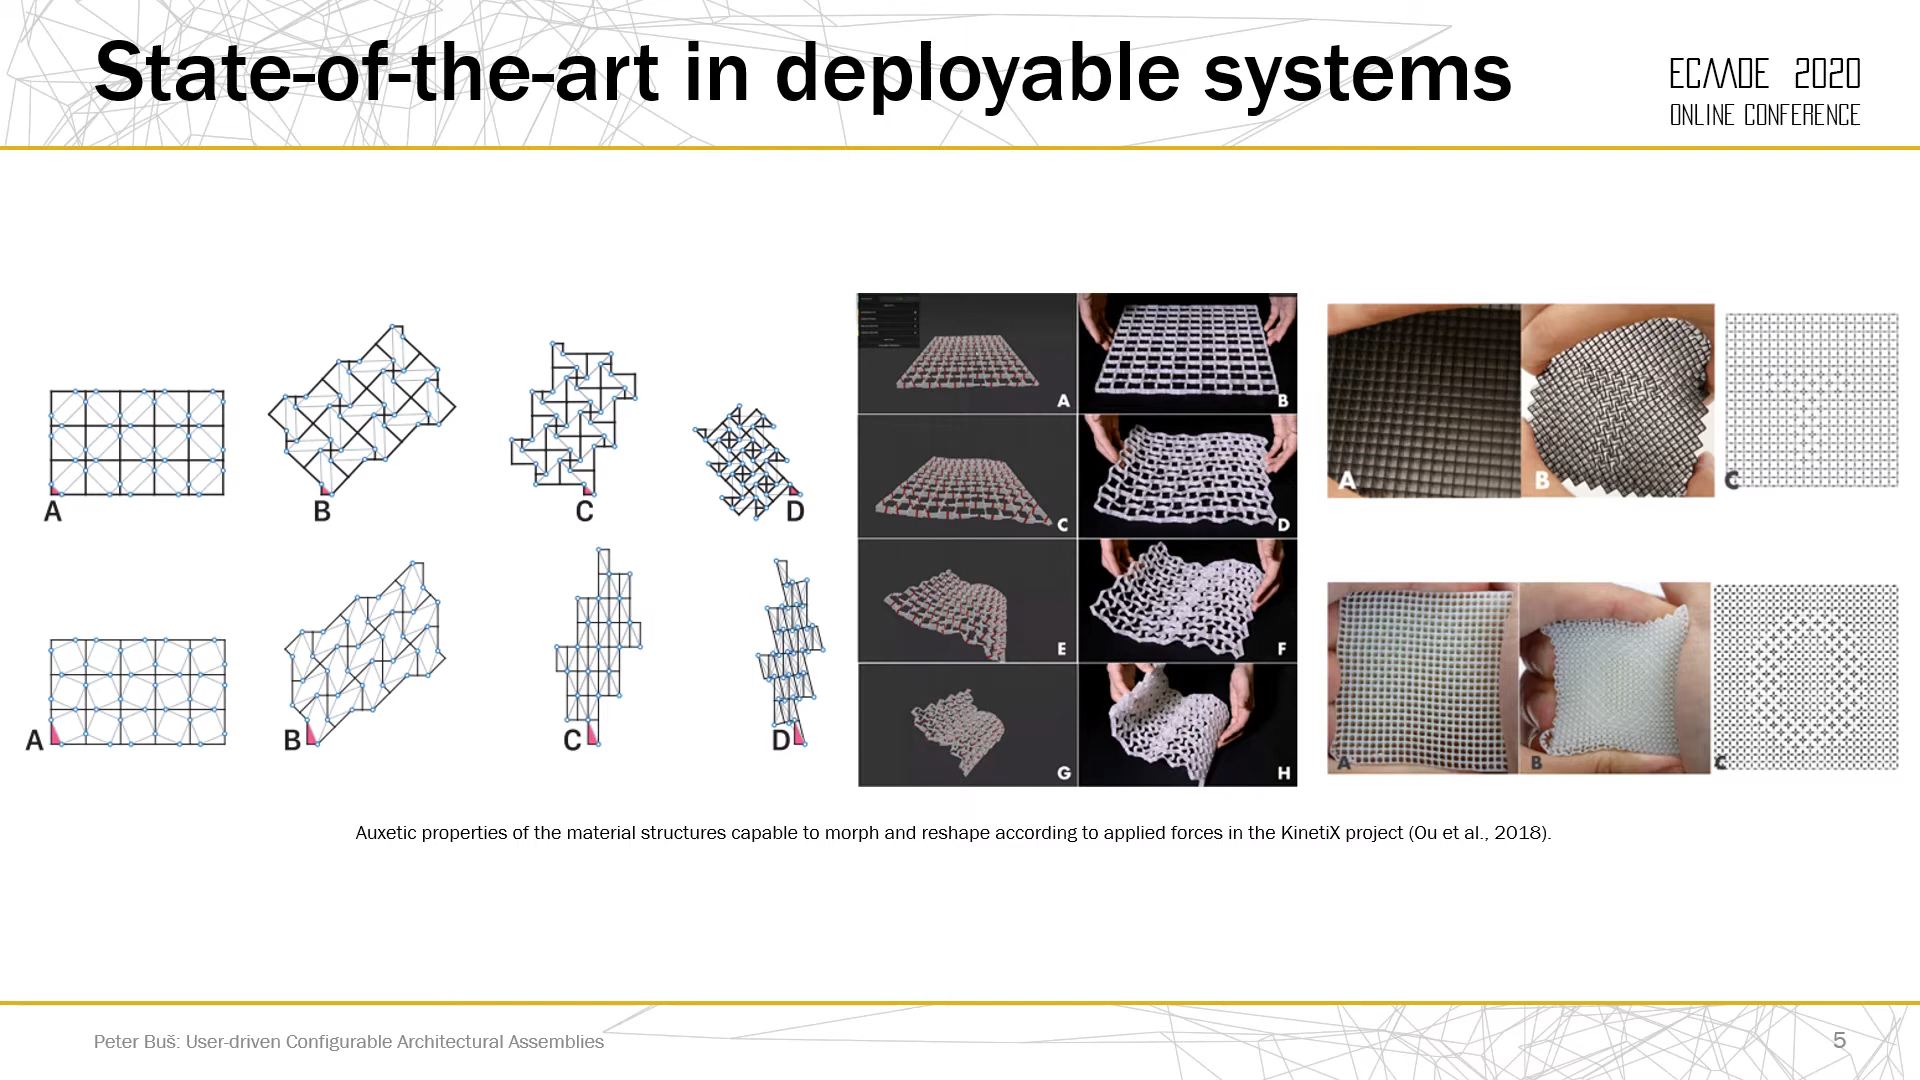 State-of-the-art in deployable systems
ECAADE 2020
ONLINE CONFERENCE
A
B
C
D
A
B
C
D
A
B
C
D
E
F
G
H
A
B
C
A
B
C
Auxetic properties of the material structures capable to morph and reshape according to applied forces in the KinetiX project (Ou et al., 2018).
Peter Buš: User-driven Configurable Architectural Assemblies
5